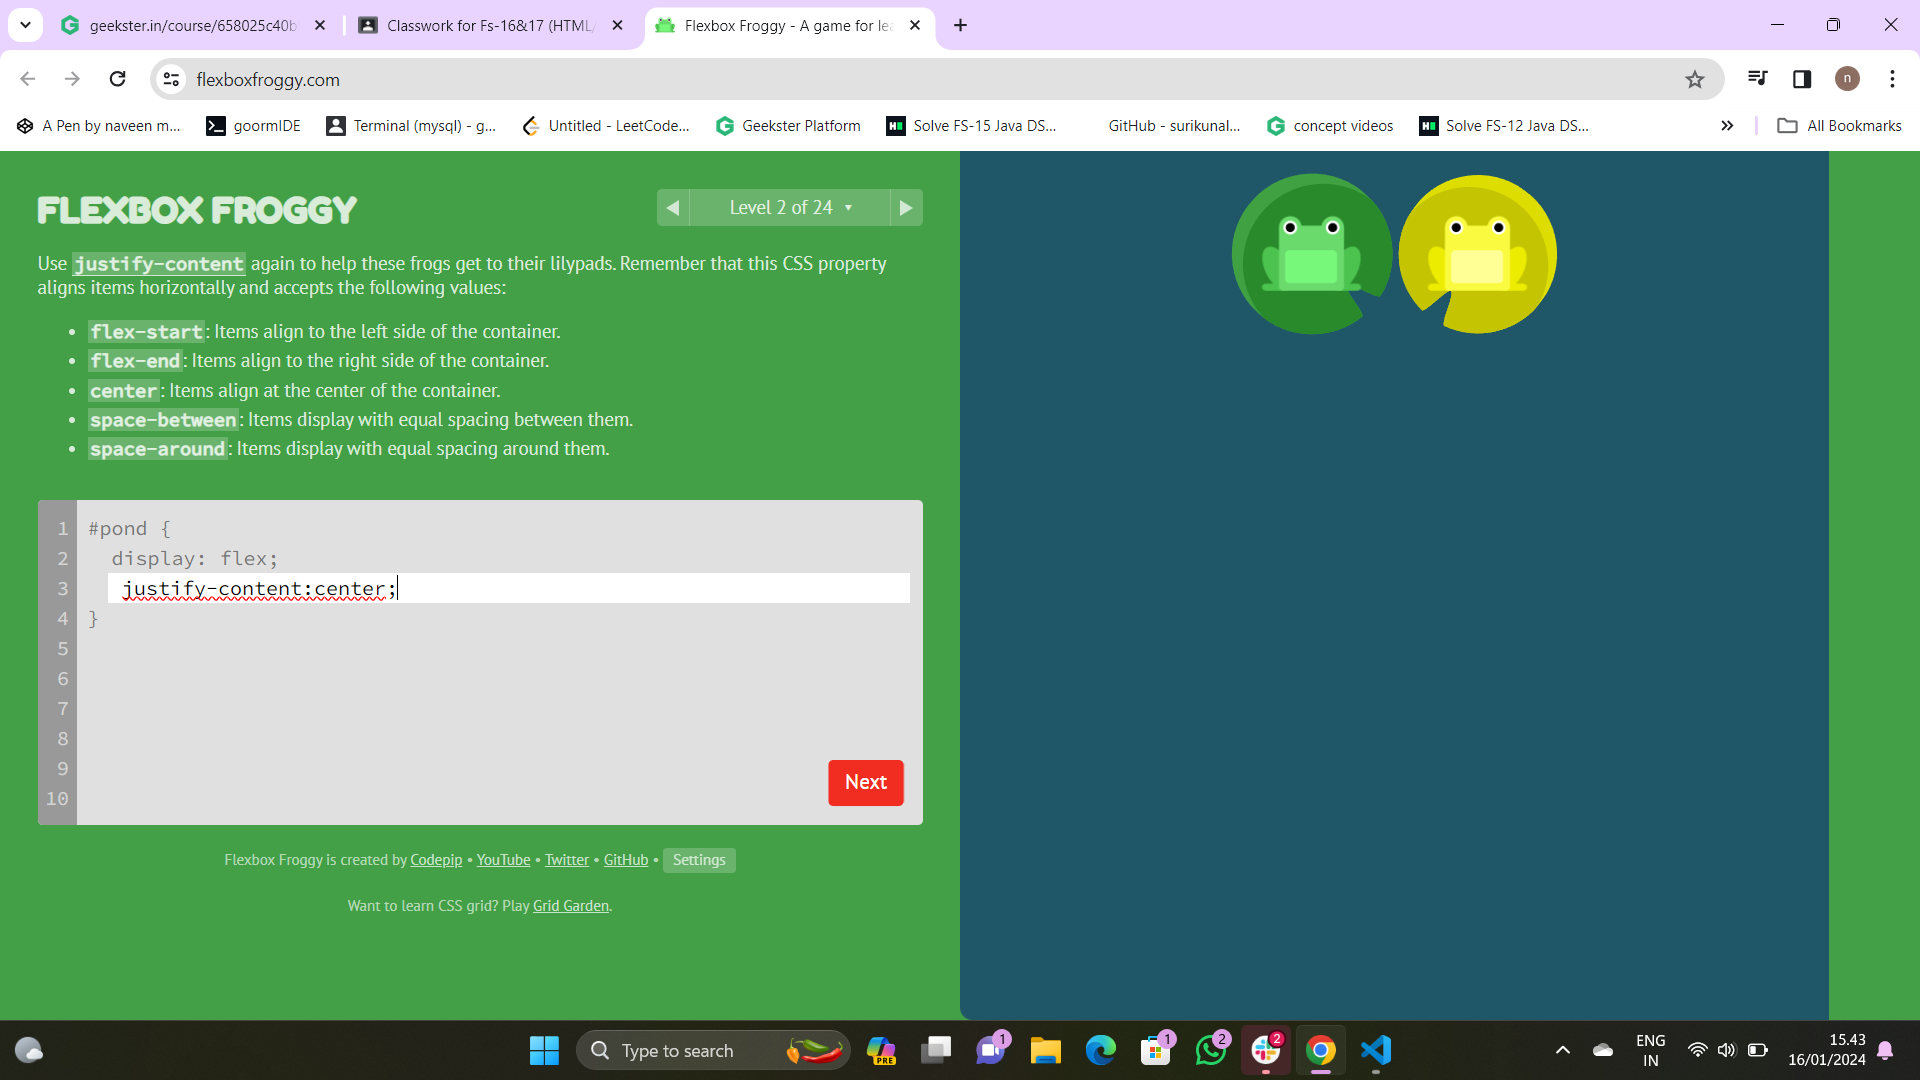 geekster.in/course/658025c40b
Classwork for Fs-16&17 (HTML/
Flexbox Froggy - A game for lea
flexboxfroggy.com
n
A Pen by naveen m...
goormIDE
Terminal (mysql) - g...
Untitled - LeetCode...
Geekster Platform
Solve FS-15 Java DS...
GitHub - surikunal...
concept videos
Solve FS-12 Java DS...
All Bookmarks
FLEXBOX FROGGY
Level 2 of 24
Use justify-content again to help these frogs get to their lilypads. Remember that this CSS property
aligns items horizontally and accepts the following values:
• flex-start: Items align to the left side of the container.
• flex-end: Items align to the right side of the container.
• center: Items align at the center of the container.
• space-between: Items display with equal spacing between them.
• space-around: Items display with equal spacing around them.
1 #pond {
2 display: flex;
3 justify-content:center;
4 }
5
6
7
8
9
10
Next
Flexbox Froggy is created by Codepip • YouTube • Twitter • GitHub • Settings
Want to learn CSS grid? Play Grid Garden.
Type to search
PRE
1
1
2
2
ENG
IN
15.43
16/01/2024